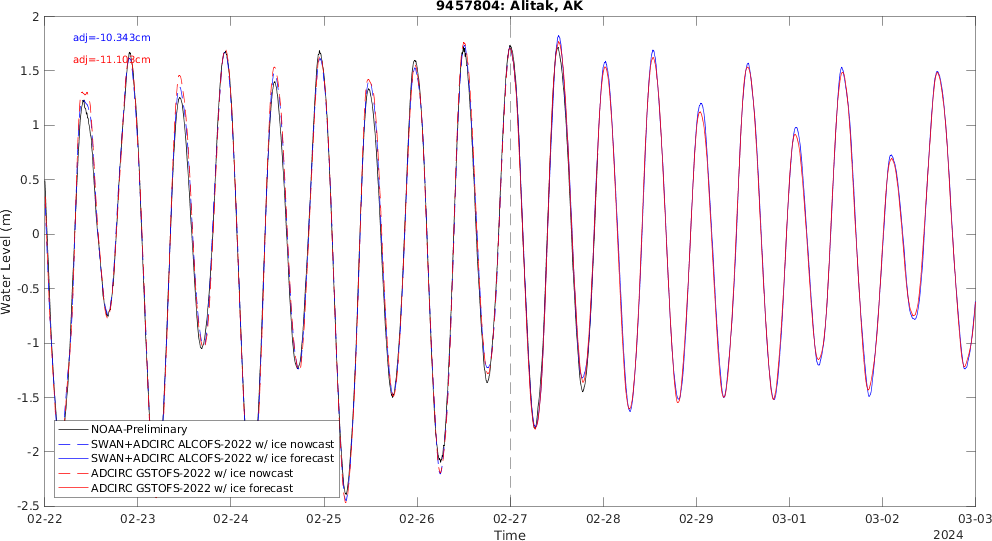 9457804: Alitak, AK
adj=-10.343cm
adj=-11.103cm
Water Level (m)
2
1.5
1
0.5
0
-0.5
-1
-1.5
-2
-2.5
NOAA-Preliminary
SWAN+ADCIRC ALCOFS-2022 w/ ice nowcast
SWAN+ADCIRC ALCOFS-2022 w/ ice forecast
ADCIRC GSTOFS-2022 w/ ice nowcast
ADCIRC GSTOFS-2022 w/ ice forecast
02-22 02-23 02-24 02-25 02-26 02-27 02-28 02-29 03-01 03-02 03-03
Time
2024